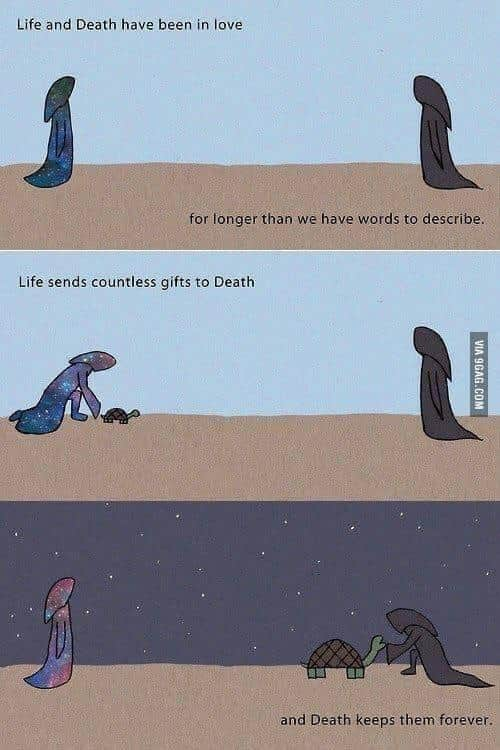 Life and Death have been in love
for longer than we have words to describe.
Life sends countless gifts to Death
VIA 9GAG.COM
and Death keeps them forever.